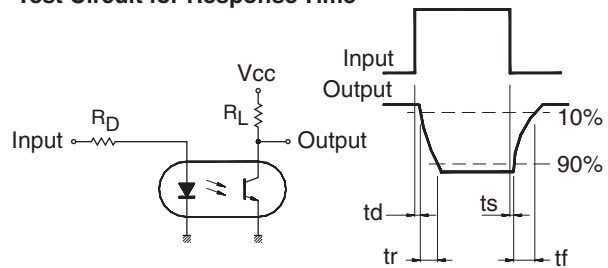 Test Circuit for Response Time
Input
Output
Vcc
RD
RL
Input
Output
10%
90%
td
ts
tr
tf